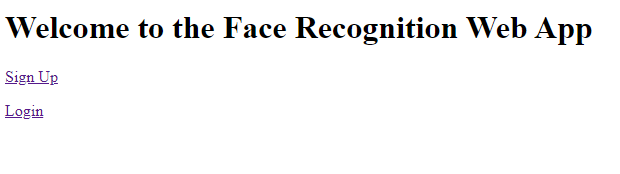 Welcome to the Face Recognition Web App
Sign Up
Login